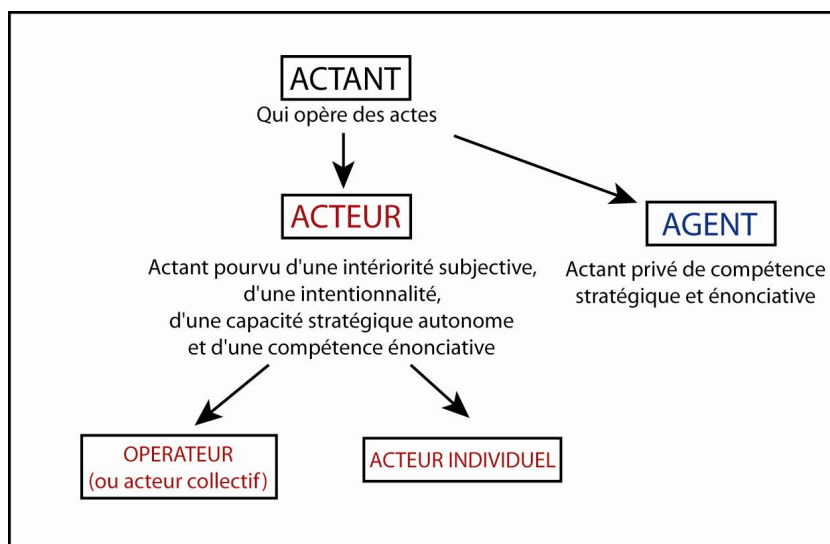 ACTANT
Qui opère des actes
ACTEUR
Actant pourvu d'une intériorité subjective,
d'une intentionnalité,
d'une capacité stratégique autonome
et d'une compétence énonciative
AGENT
Actant privé de compétence
stratégique et énonciative
OPERATEUR
(ou acteur collectif)
ACTEUR INDIVIDUEL